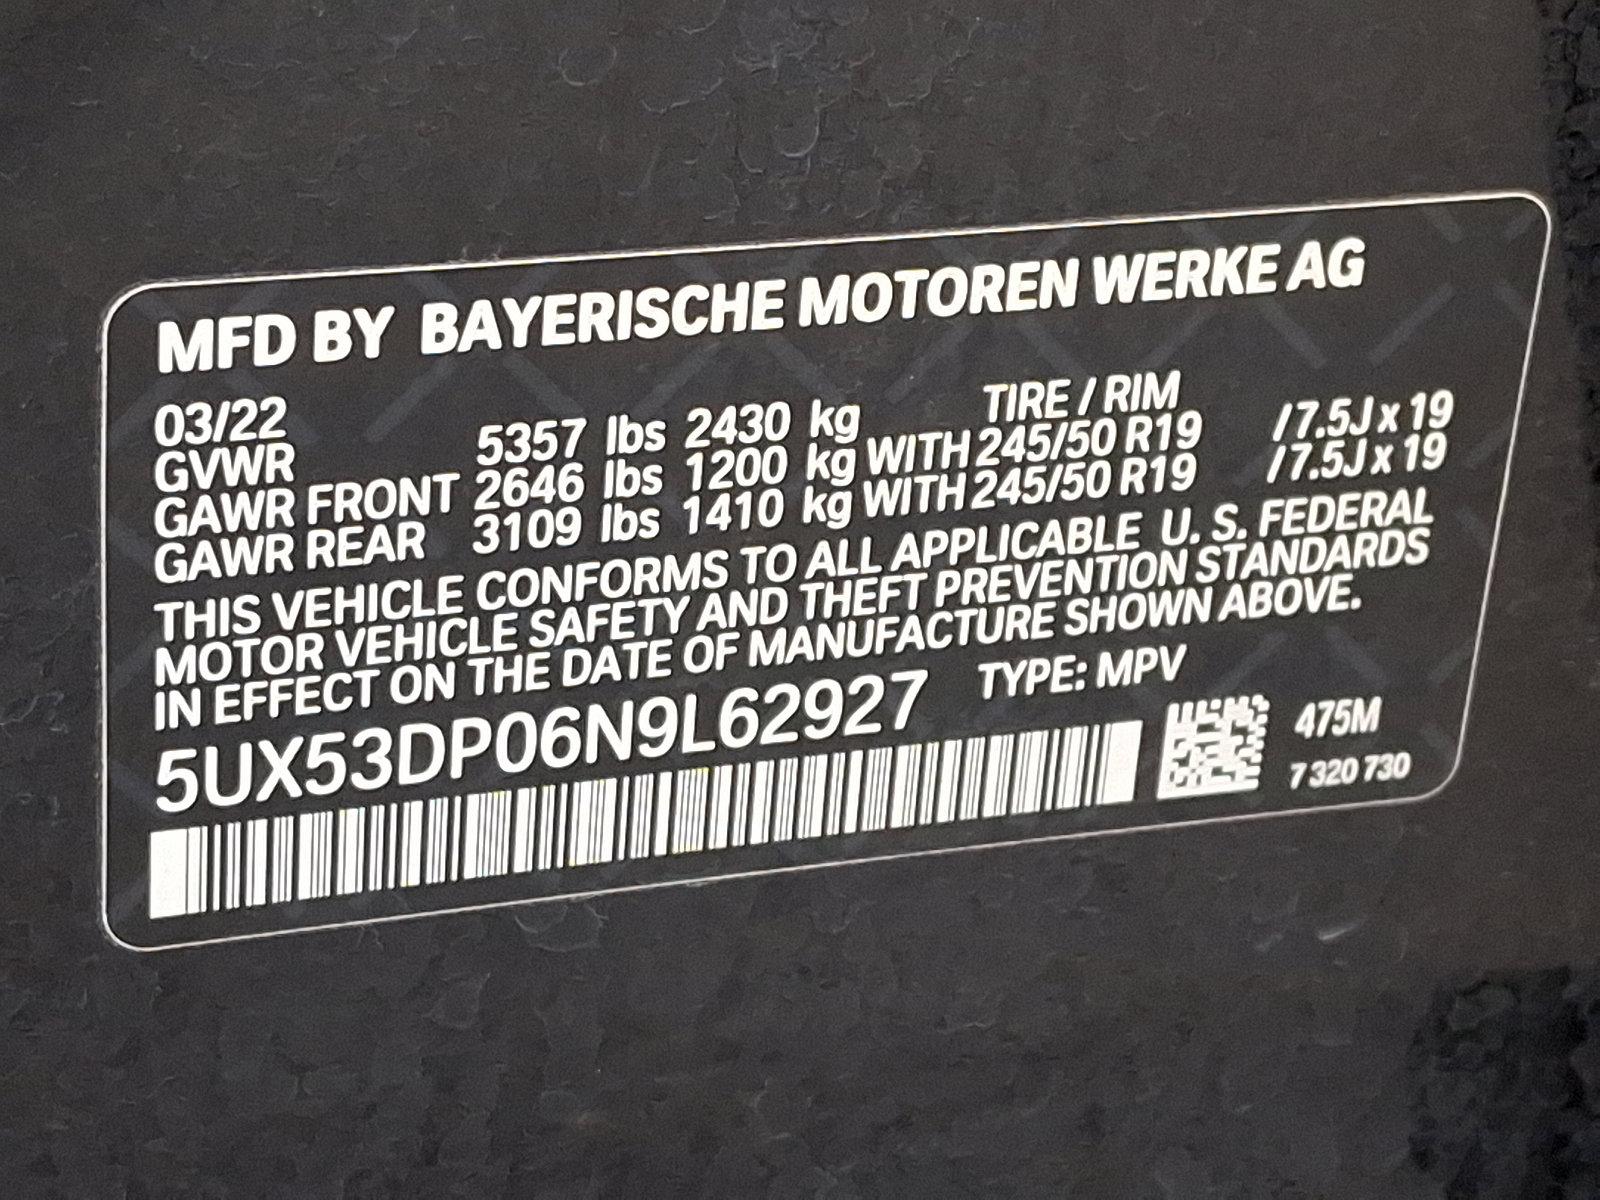 MFD BY BAYERISCHE MOTOREN WERKE AG
03/22 TIRE / RIM
GVWR 5357 lbs 2430 kg
GAWR FRONT 2646 lbs 1200 kg WITH 245/50 R19 / 7.5J x 19
GAWR REAR 3109 lbs 1410 kg WITH 245/50 R19 / 7.5J x 19
THIS VEHICLE CONFORMS TO ALL APPLICABLE U. S. FEDERAL
MOTOR VEHICLE SAFETY AND THEFT PREVENTION STANDARDS
IN EFFECT ON THE DATE OF MANUFACTURE SHOWN ABOVE.
5UX53DP06N9L62927 TYPE: MPV
475M
7 320 730